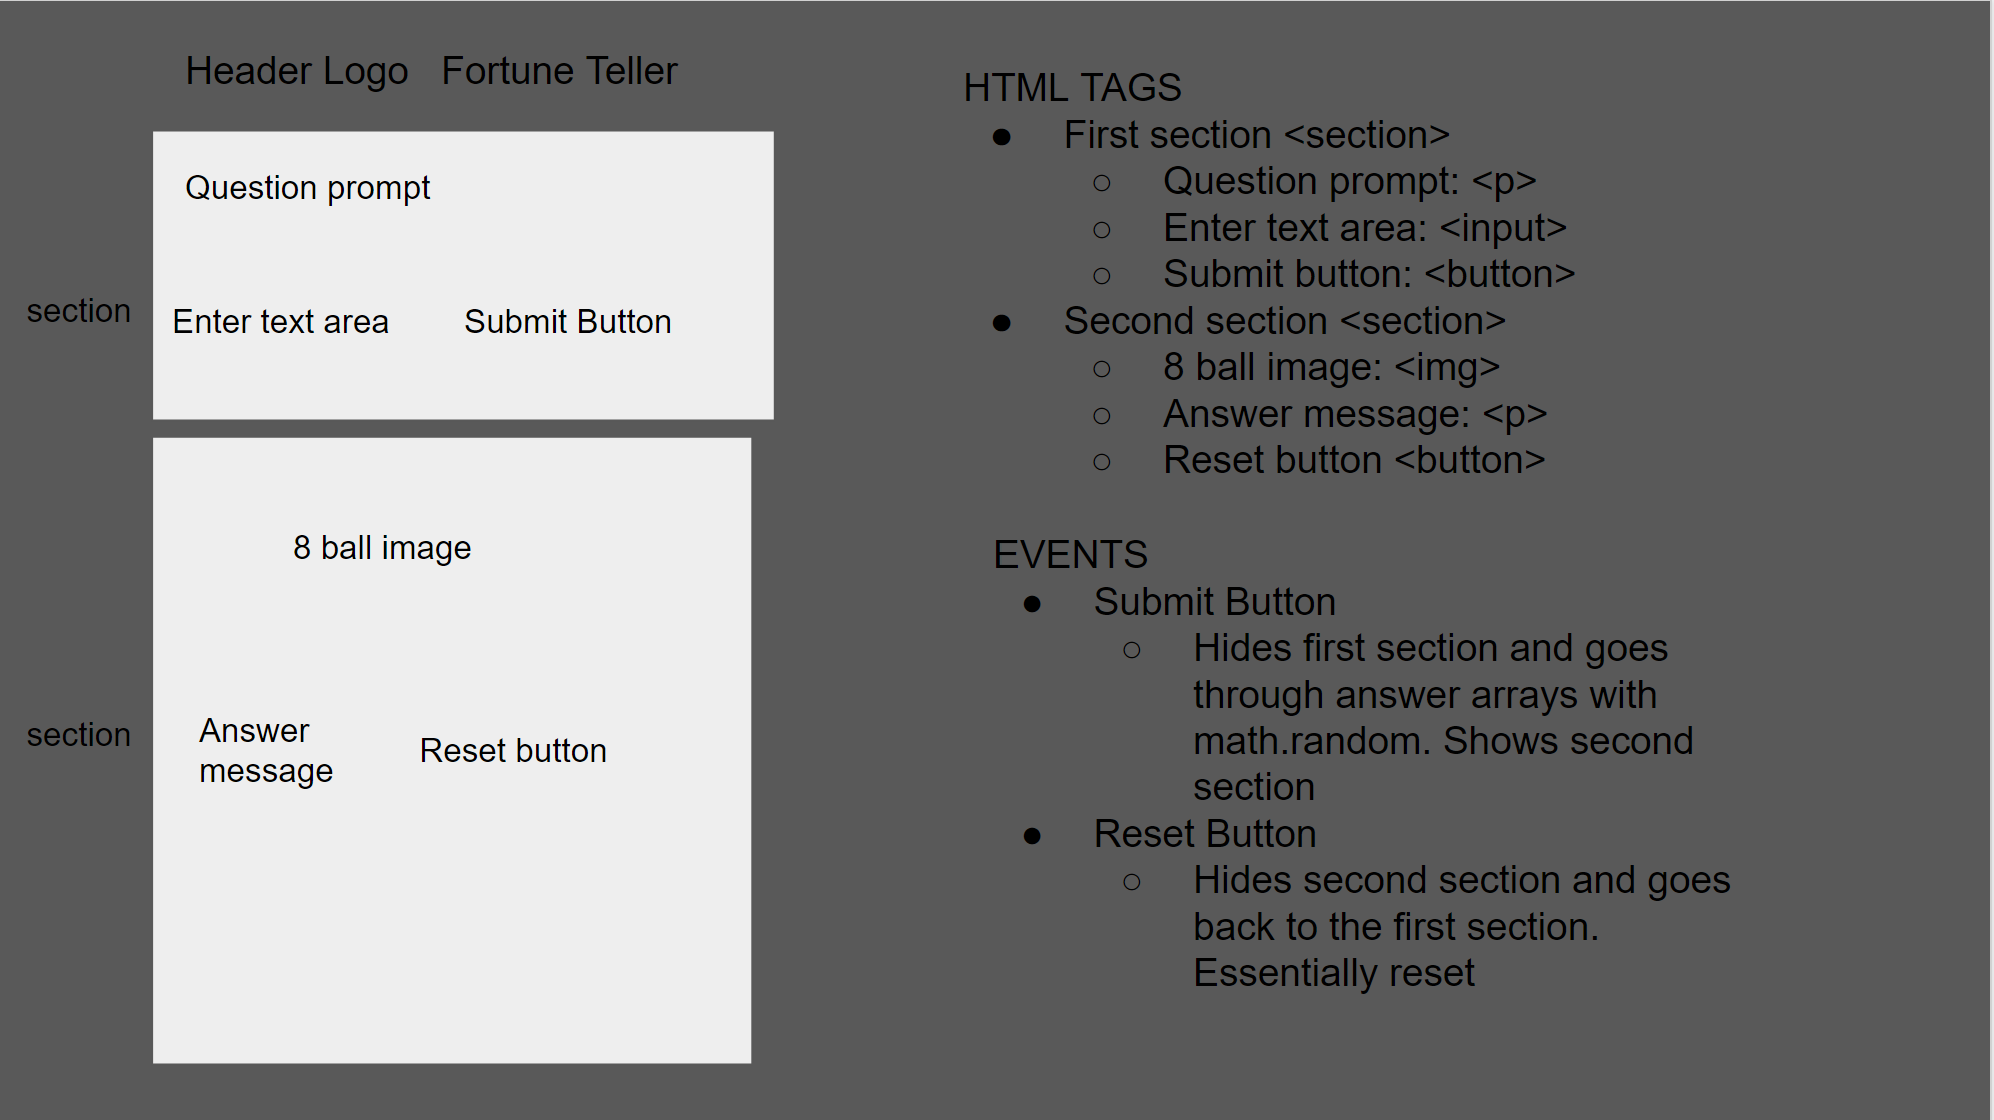 Header Logo Fortune Teller
section
Question prompt
Enter text area Submit Button
section
8 ball image
Answer
message
Reset button
HTML TAGS
● First section <section>
○ Question prompt: <p>
○ Enter text area: <input>
○ Submit button: <button>
● Second section <section>
○ 8 ball image: <img>
○ Answer message: <p>
○ Reset button <button>
EVENTS
● Submit Button
○ Hides first section and goes
through answer arrays with
math.random. Shows second
section
● Reset Button
○ Hides second section and goes
back to the first section.
Essentially reset